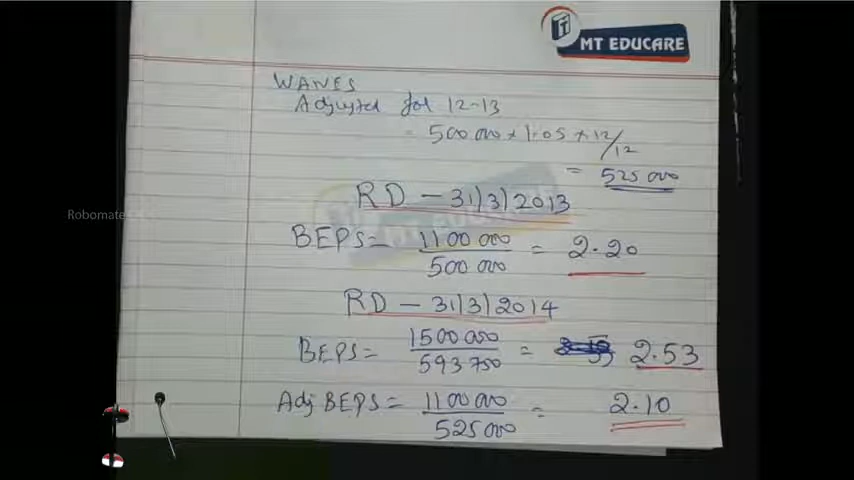 MT EDUCARE
WANES
Adjusted for 12-13
= 500 000 × 1.05 × 12/12
= 525 000
Robomate
RD - 31/3/2013
BEPS = 1100 000 / 500 000 = 2.20
RD - 31/3/2014
BEPS = 1500 000 / 593 750 = 2.53
Adj BEPS = 1100 000 / 525 000 = 2.10